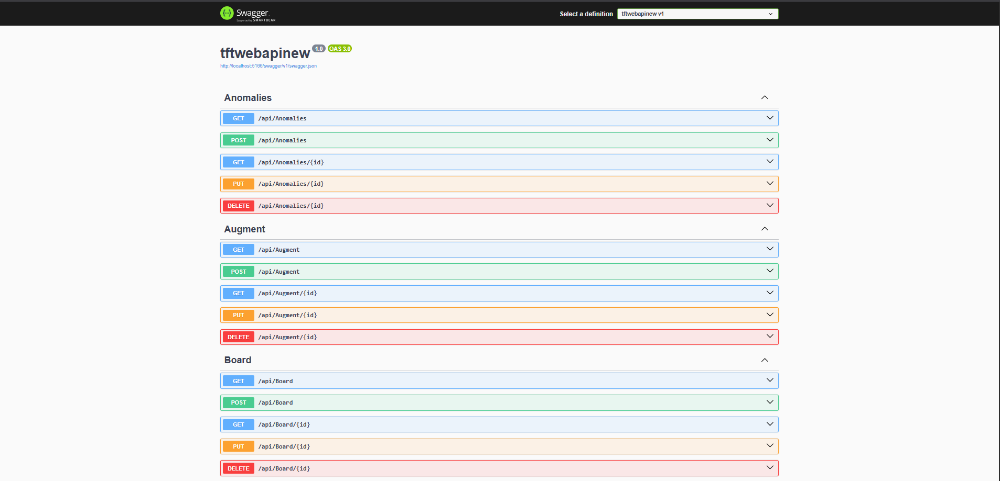 Swagger
Supported by SMARTBEAR
Select a definition
tftwebapinew v1
tftwebapinew 1.0 OAS 3.0
http://localhost:5166/swagger/v1/swagger.json
Anomalies
GET /api/Anomalies
POST /api/Anomalies
GET /api/Anomalies/{id}
PUT /api/Anomalies/{id}
DELETE /api/Anomalies/{id}
Augment
GET /api/Augment
POST /api/Augment
GET /api/Augment/{id}
PUT /api/Augment/{id}
DELETE /api/Augment/{id}
Board
GET /api/Board
POST /api/Board
GET /api/Board/{id}
PUT /api/Board/{id}
DELETE /api/Board/{id}